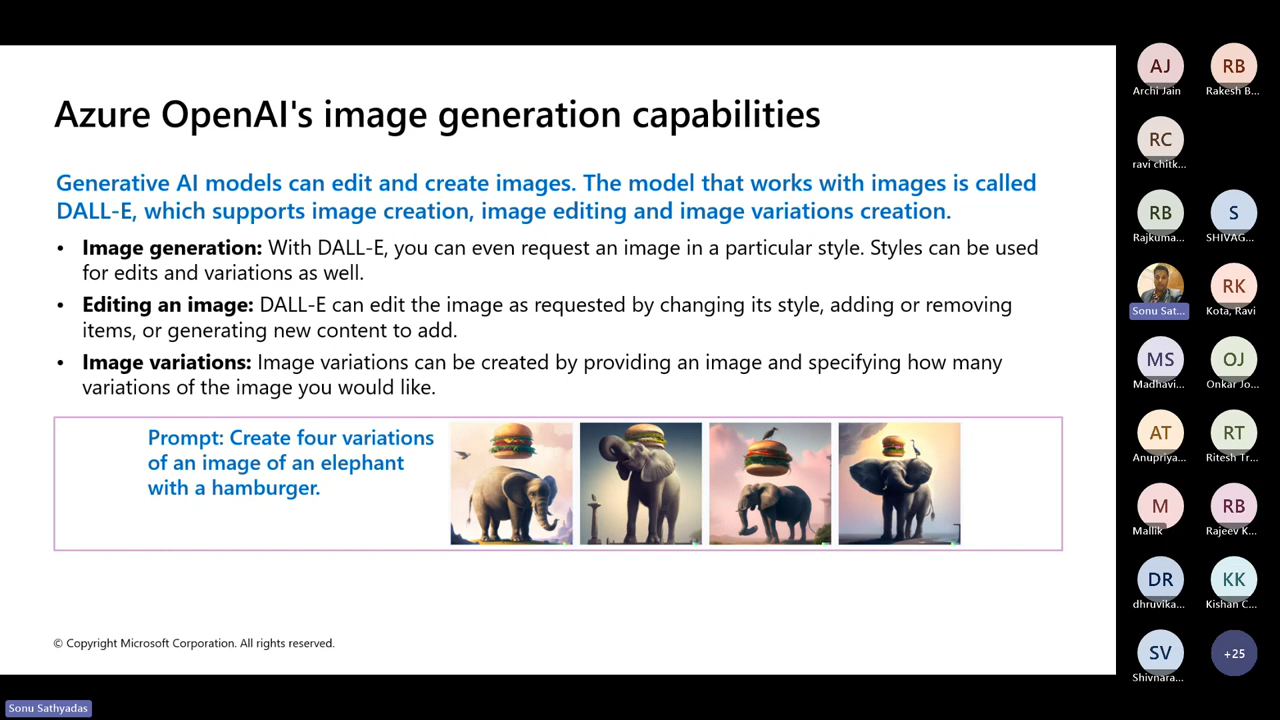 Azure OpenAI's image generation capabilities
Generative AI models can edit and create images. The model that works with images is called
DALL-E, which supports image creation, image editing and image variations creation.
• Image generation: With DALL-E, you can even request an image in a particular style. Styles can be used
for edits and variations as well.
• Editing an image: DALL-E can edit the image as requested by changing its style, adding or removing
items, or generating new content to add.
• Image variations: Image variations can be created by providing an image and specifying how many
variations of the image you would like.
Prompt: Create four variations
of an image of an elephant
with a hamburger.
© Copyright Microsoft Corporation. All rights reserved.
Sonu Sathyadas
AJ
Archi Jain
RB
Rakesh B...
RC
ravi chitk...
RB
Rajkuma...
S
SHIVAG...
Sonu Sat...
RK
Kota, Ravi
MS
Madhavi...
OJ
Onkar Jo...
AT
Anupriya...
RT
Ritesh Tr...
M
Mallik
RB
Rajeev K...
DR
dhruvika...
KK
Kishan C...
SV
Shivnara...
+25